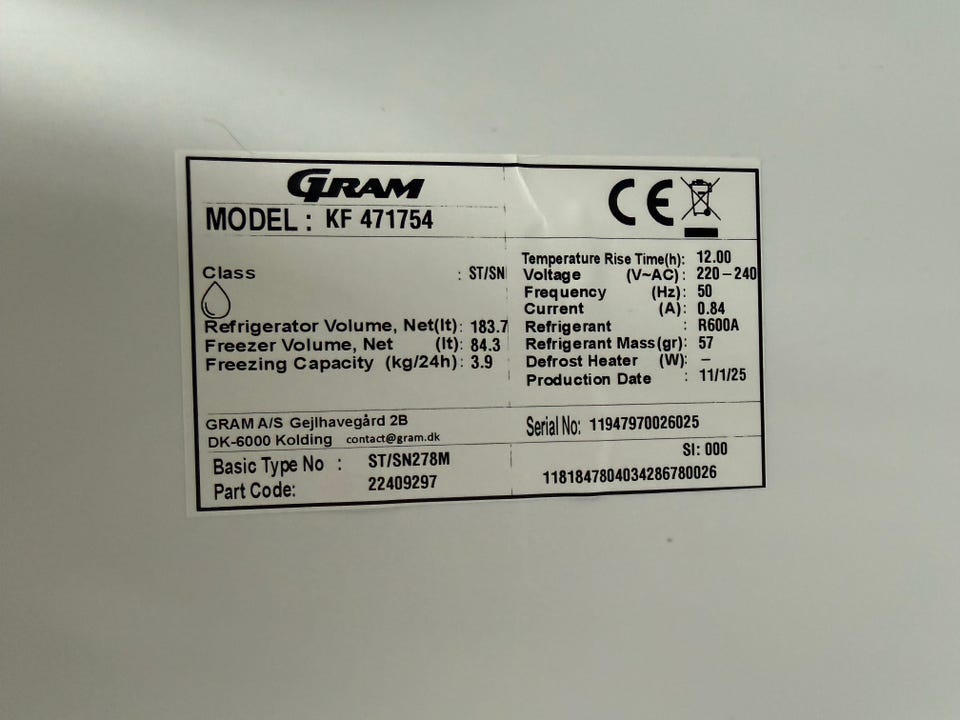 GRAM
MODEL : KF 471754
Class : ST/SN
Refrigerator Volume, Net(lt): 183.7
Freezer Volume, Net (lt): 84.3
Freezing Capacity (kg/24h): 3.9
CE
Temperature Rise Time(h): 12.00
Voltage (V~AC) : 220-240
Frequency (Hz) : 50
Current (A): 0.84
Refrigerant : R600A
Refrigerant Mass(gr): 57
Defrost Heater (W): -
Production Date : 11/1/25
GRAM A/S Gejlhavegård 2B
DK-6000 Kolding contact@gram.dk
Serial No: 11947970026025
Basic Type No : ST/SN278M
Part Code: 22409297
SI: 000
1181847804034286780026